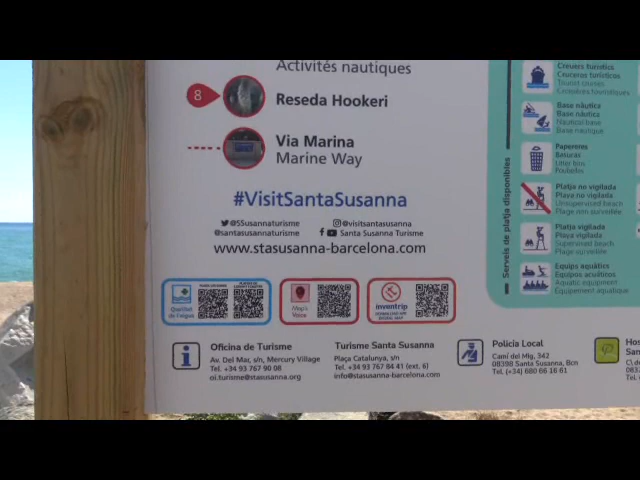 Activités nautiques
8
Reseda Hookeri
Via Marina
Marine Way
#VisitSantaSusanna
@SSusannaturisme
@visitsantasusanna
@santasusannaturisme
Santa Susanna Turisme
www.stasusanna-barcelona.com
Qualitat
de l'aigua
Maps
inventrip
Oficina de Turisme
Av. Del Mar, s/n, Mercury Village
Tel. +34 93 767 90 08
oi.turisme@stasusanna.org
Turisme Santa Susanna
Plaça Catalunya, s/n
Tel. +34 93 767 84 41 (ext. 6)
info@stasusanna-barcelona.com
Policia Local
Camí del Mig, 342
08398 Santa Susanna, Bcn
Tel. (+34) 680 66 16 61
Serveis de platja disponibles
Creuers turístics
Cruceros turísticos
Tourist cruises
Croisières touristiques
Base nàutica
Base náutica
Nautical base
Base nautique
Papereres
Basuras
Litter bins
Poubelles
Platja no vigilada
Playa no vigilada
Unsupervised beach
Plage non surveillée
Platja vigilada
Playa vigilada
Supervised beach
Plage surveillée
Equips aquàtics
Equipos acuáticos
Aquatic equipment
Équipement aquatique